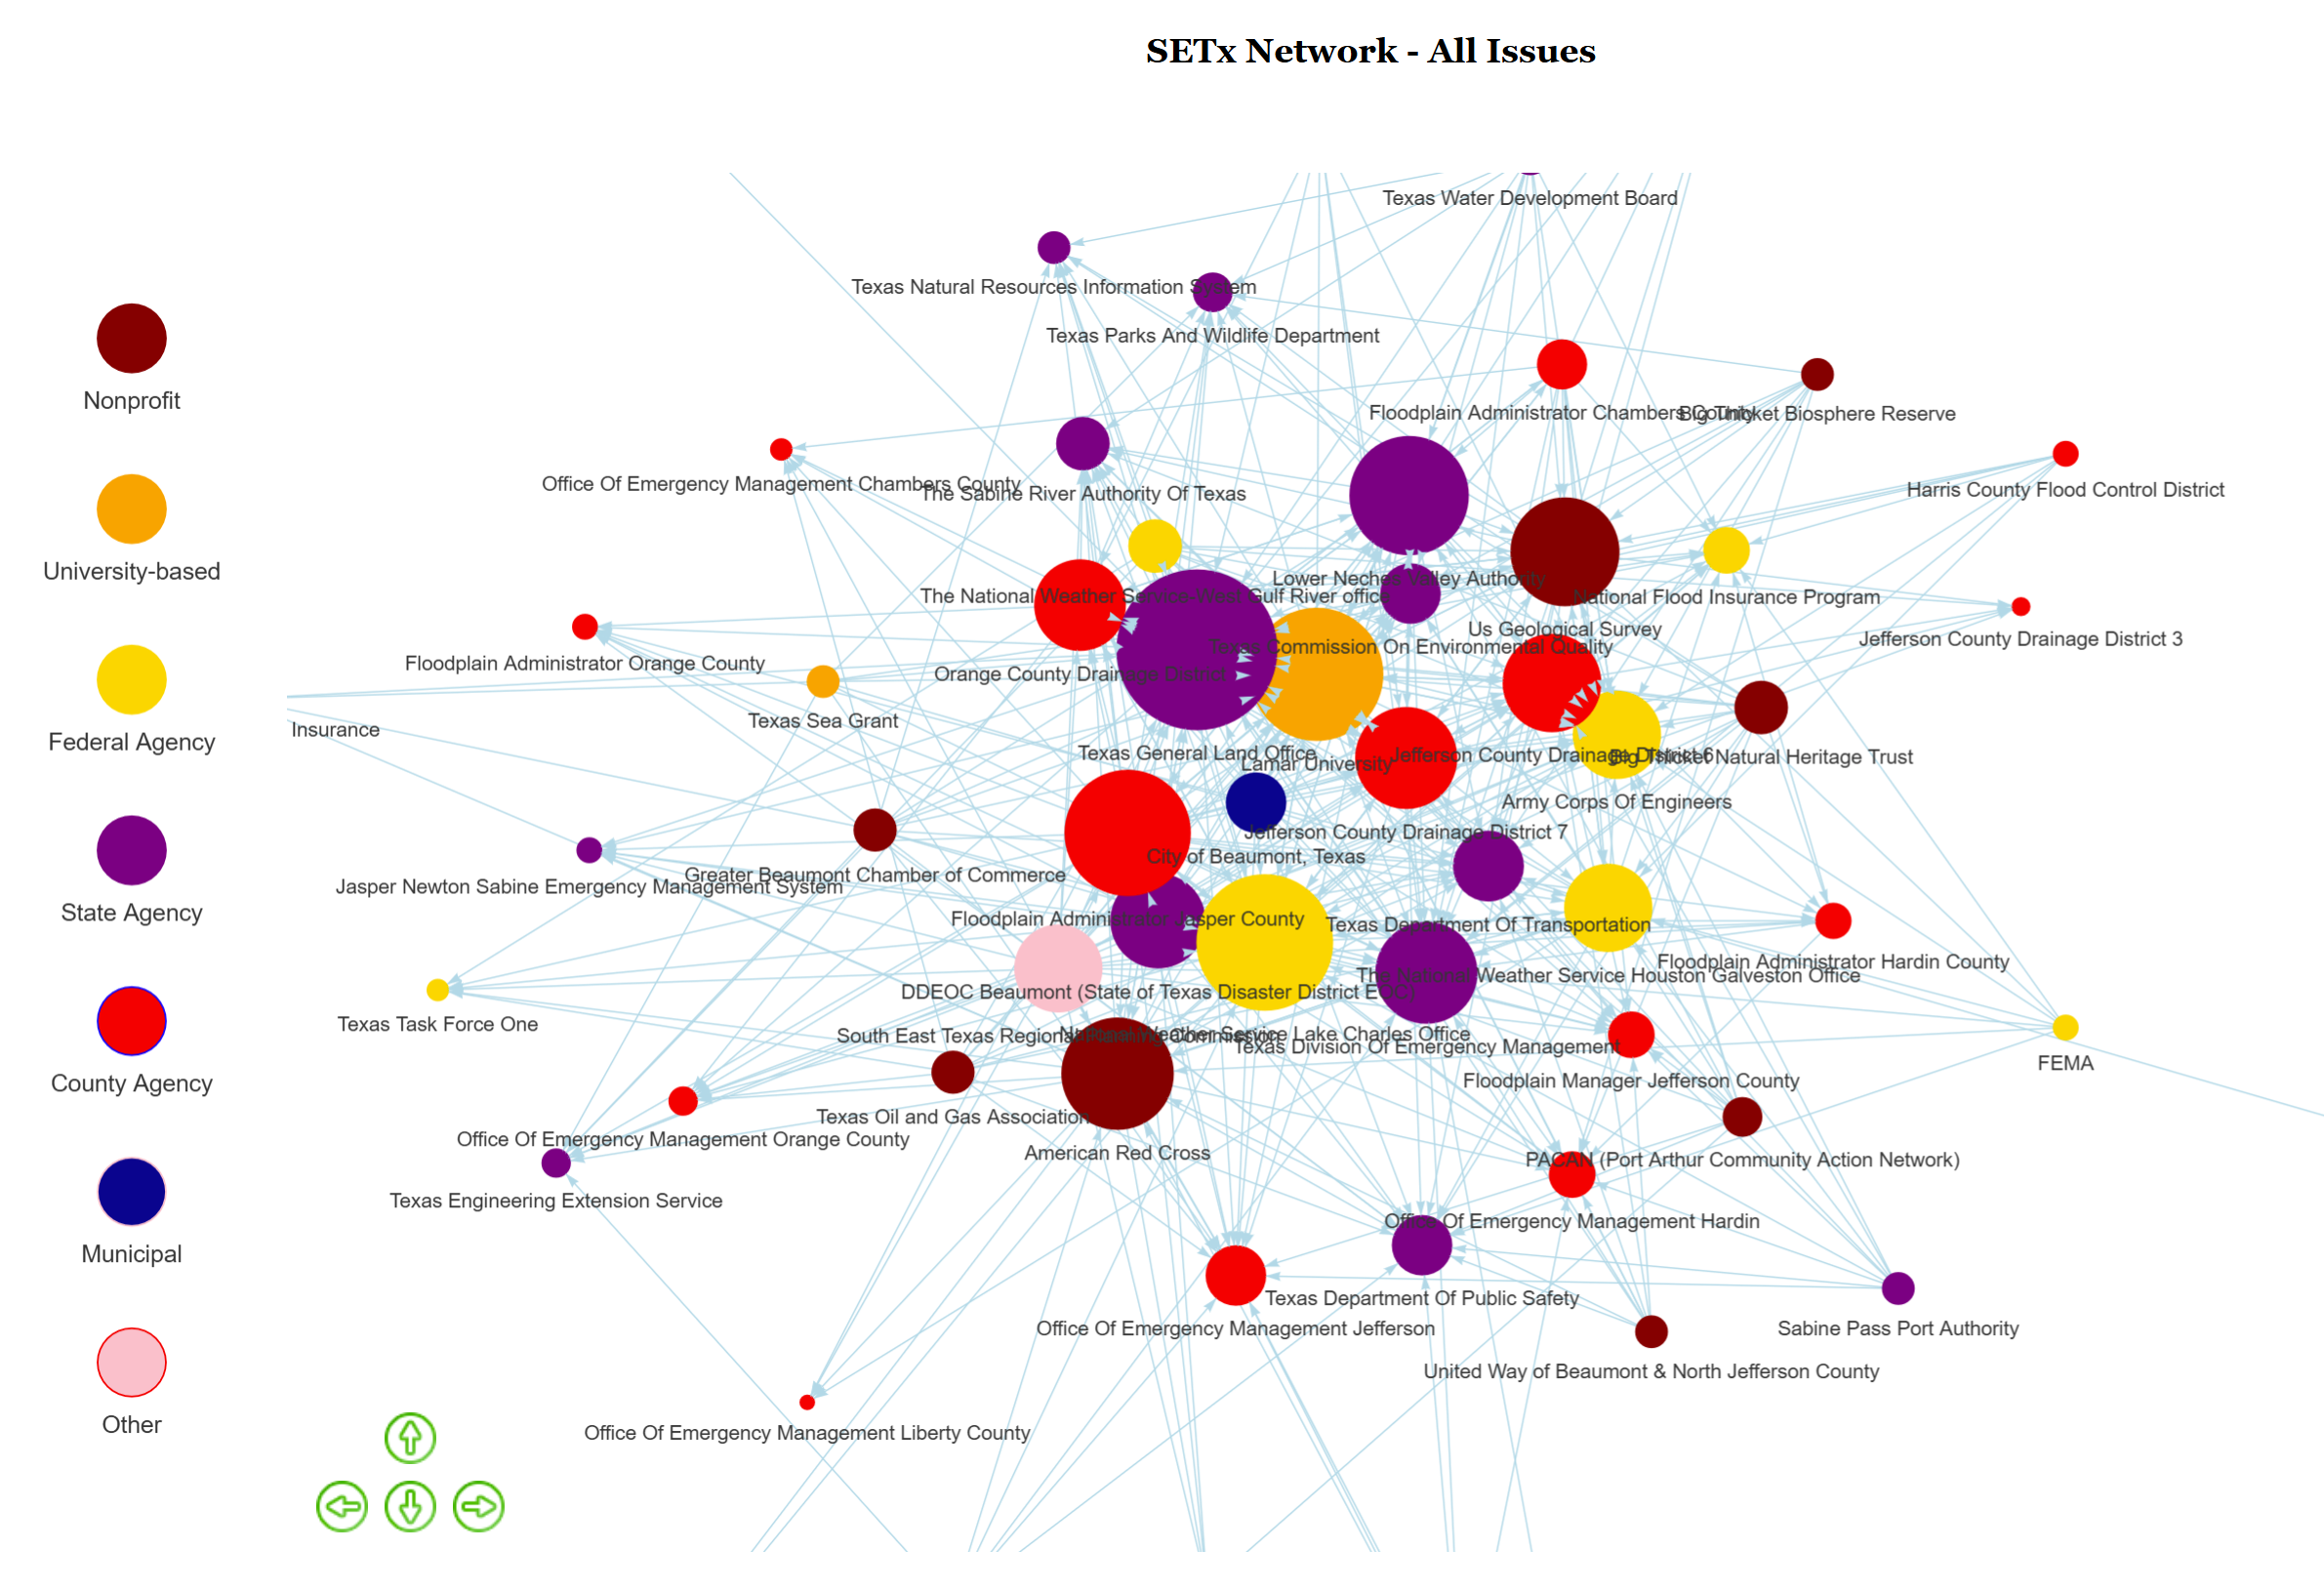 SETx Network - All Issues
Texas Water Development Board
Texas Natural Resources Information System
Texas Parks And Wildlife Department
Nonprofit
Floodplain Administrator Chambers County
Big Thicket Biosphere Reserve
Office Of Emergency Management Chambers County
The Sabine River Authority Of Texas
Harris County Flood Control District
University-based
Lower Neches Valley Authority
The National Weather Service-West Gulf River office
National Flood Insurance Program
Us Geological Survey
Jefferson County Drainage District 3
Texas Commission On Environmental Quality
Floodplain Administrator Orange County
Orange County Drainage District
Texas Sea Grant
Insurance
Federal Agency
Texas General Land Office
Lamar University
Jefferson County Drainage District 6
Big Thicket Natural Heritage Trust
Army Corps Of Engineers
Jefferson County Drainage District 7
City of Beaumont, Texas
Greater Beaumont Chamber of Commerce
Jasper Newton Sabine Emergency Management System
State Agency
Floodplain Administrator Jasper County
Texas Department Of Transportation
Floodplain Administrator Hardin County
The National Weather Service Houston Galveston Office
DDEOC Beaumont (State of Texas Disaster District EOC)
Texas Task Force One
South East Texas Regional Planning Commission
National Weather Service Lake Charles Office
Texas Division Of Emergency Management
FEMA
County Agency
Floodplain Manager Jefferson County
Texas Oil and Gas Association
Office Of Emergency Management Orange County
American Red Cross
PACAN (Port Arthur Community Action Network)
Texas Engineering Extension Service
Office Of Emergency Management Hardin
Municipal
Texas Department Of Public Safety
Office Of Emergency Management Jefferson
Sabine Pass Port Authority
United Way of Beaumont & North Jefferson County
Other
Office Of Emergency Management Liberty County